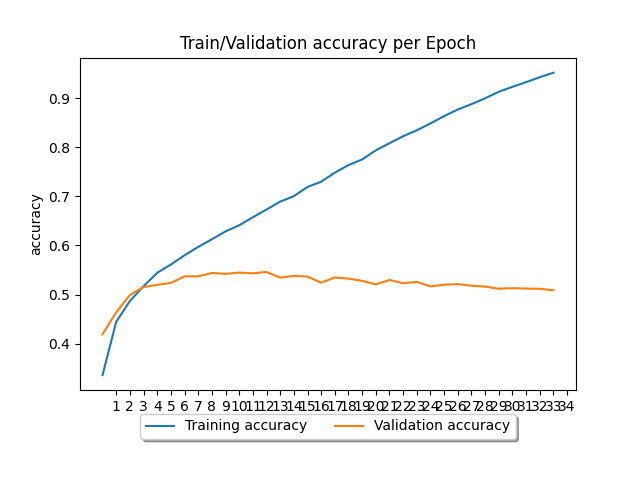 Train/Validation accuracy per Epoch
accuracy
0.9
0.8
0.7
0.6
0.5
0.4
1 2 3 4 5 6 7 8 9 10 11 12 13 14 15 16 17 18 19 20 21 22 23 24 25 26 27 28 29 30 31 32 33 34
Training accuracy Validation accuracy